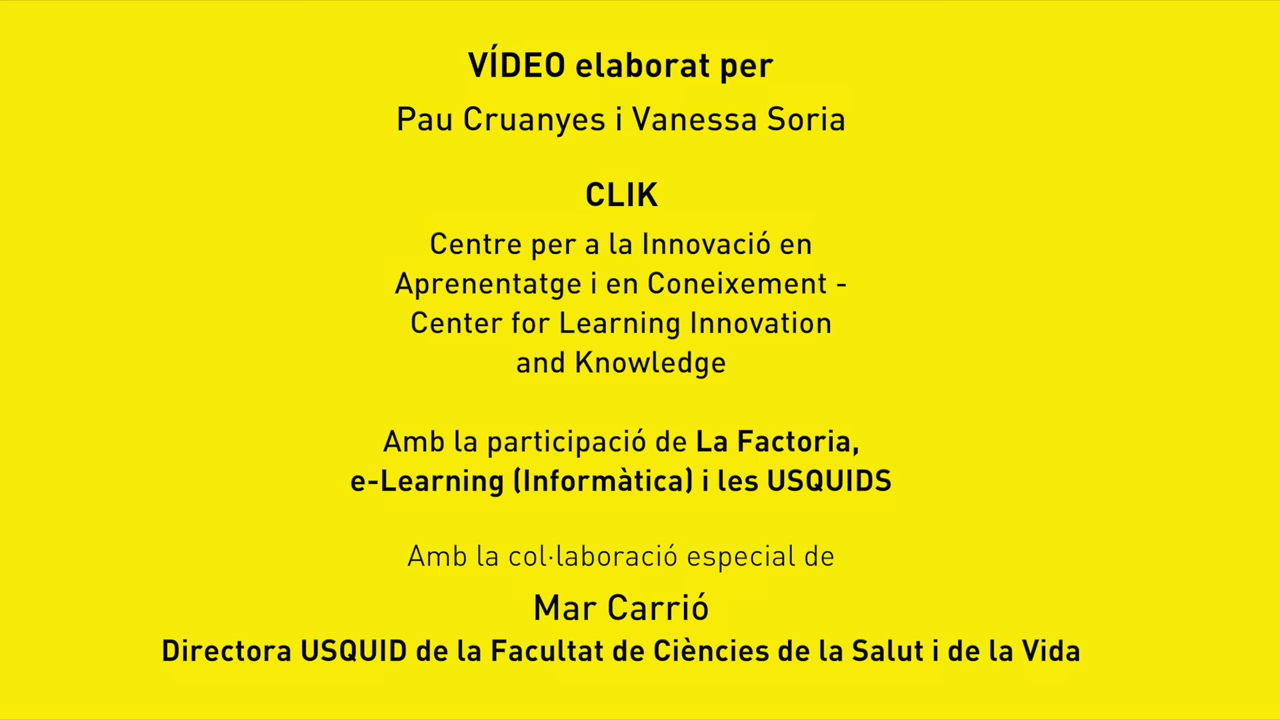 VÍDEO elaborat per
Pau Cruanyes i Vanessa Soria
CLIK
Centre per a la Innovació en
Aprenentatge i en Coneixement -
Center for Learning Innovation
and Knowledge
Amb la participació de La Factoria,
e-Learning (Informàtica) i les USQUIDS
Amb la col·laboració especial de
Mar Carrió
Directora USQUID de la Facultat de Ciències de la Salut i de la Vida